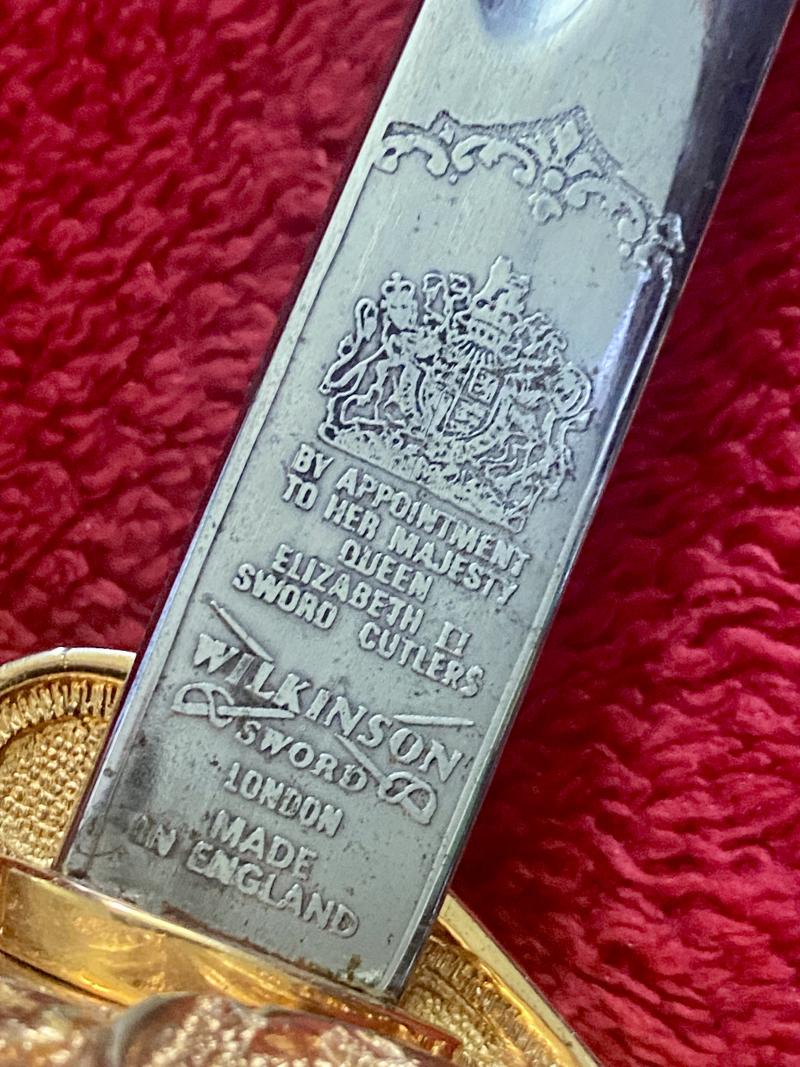 BY APPOINTMENT
TO HER MAJESTY
QUEEN
ELIZABETH II
SWORD CUTLERS
WILKINSON
SWORD
LONDON
MADE
IN ENGLAND